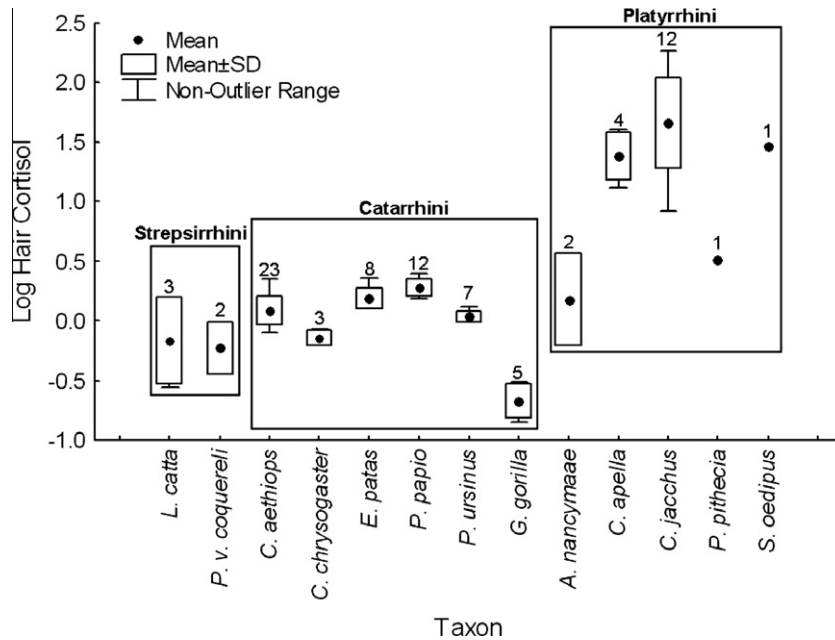 Platyrrhini
2.5
2.0
1.5
1.0
0.5
0.0
-0.5
-1.0
Log Hair Cortisol
Mean
Mean±SD
Non-Outlier Range
Strepsirrhini
Catarrhini
3
2
23
3
8
12
7
5
2
4
12
1
1
L. catta
P. v. coquereli
C. aethiops
C. chrysogaster
E. patas
P. papio
P. ursinus
G. gorilla
A. nancymaae
C. apella
C. jacchus
P. pithecia
S. oedipus
Taxon